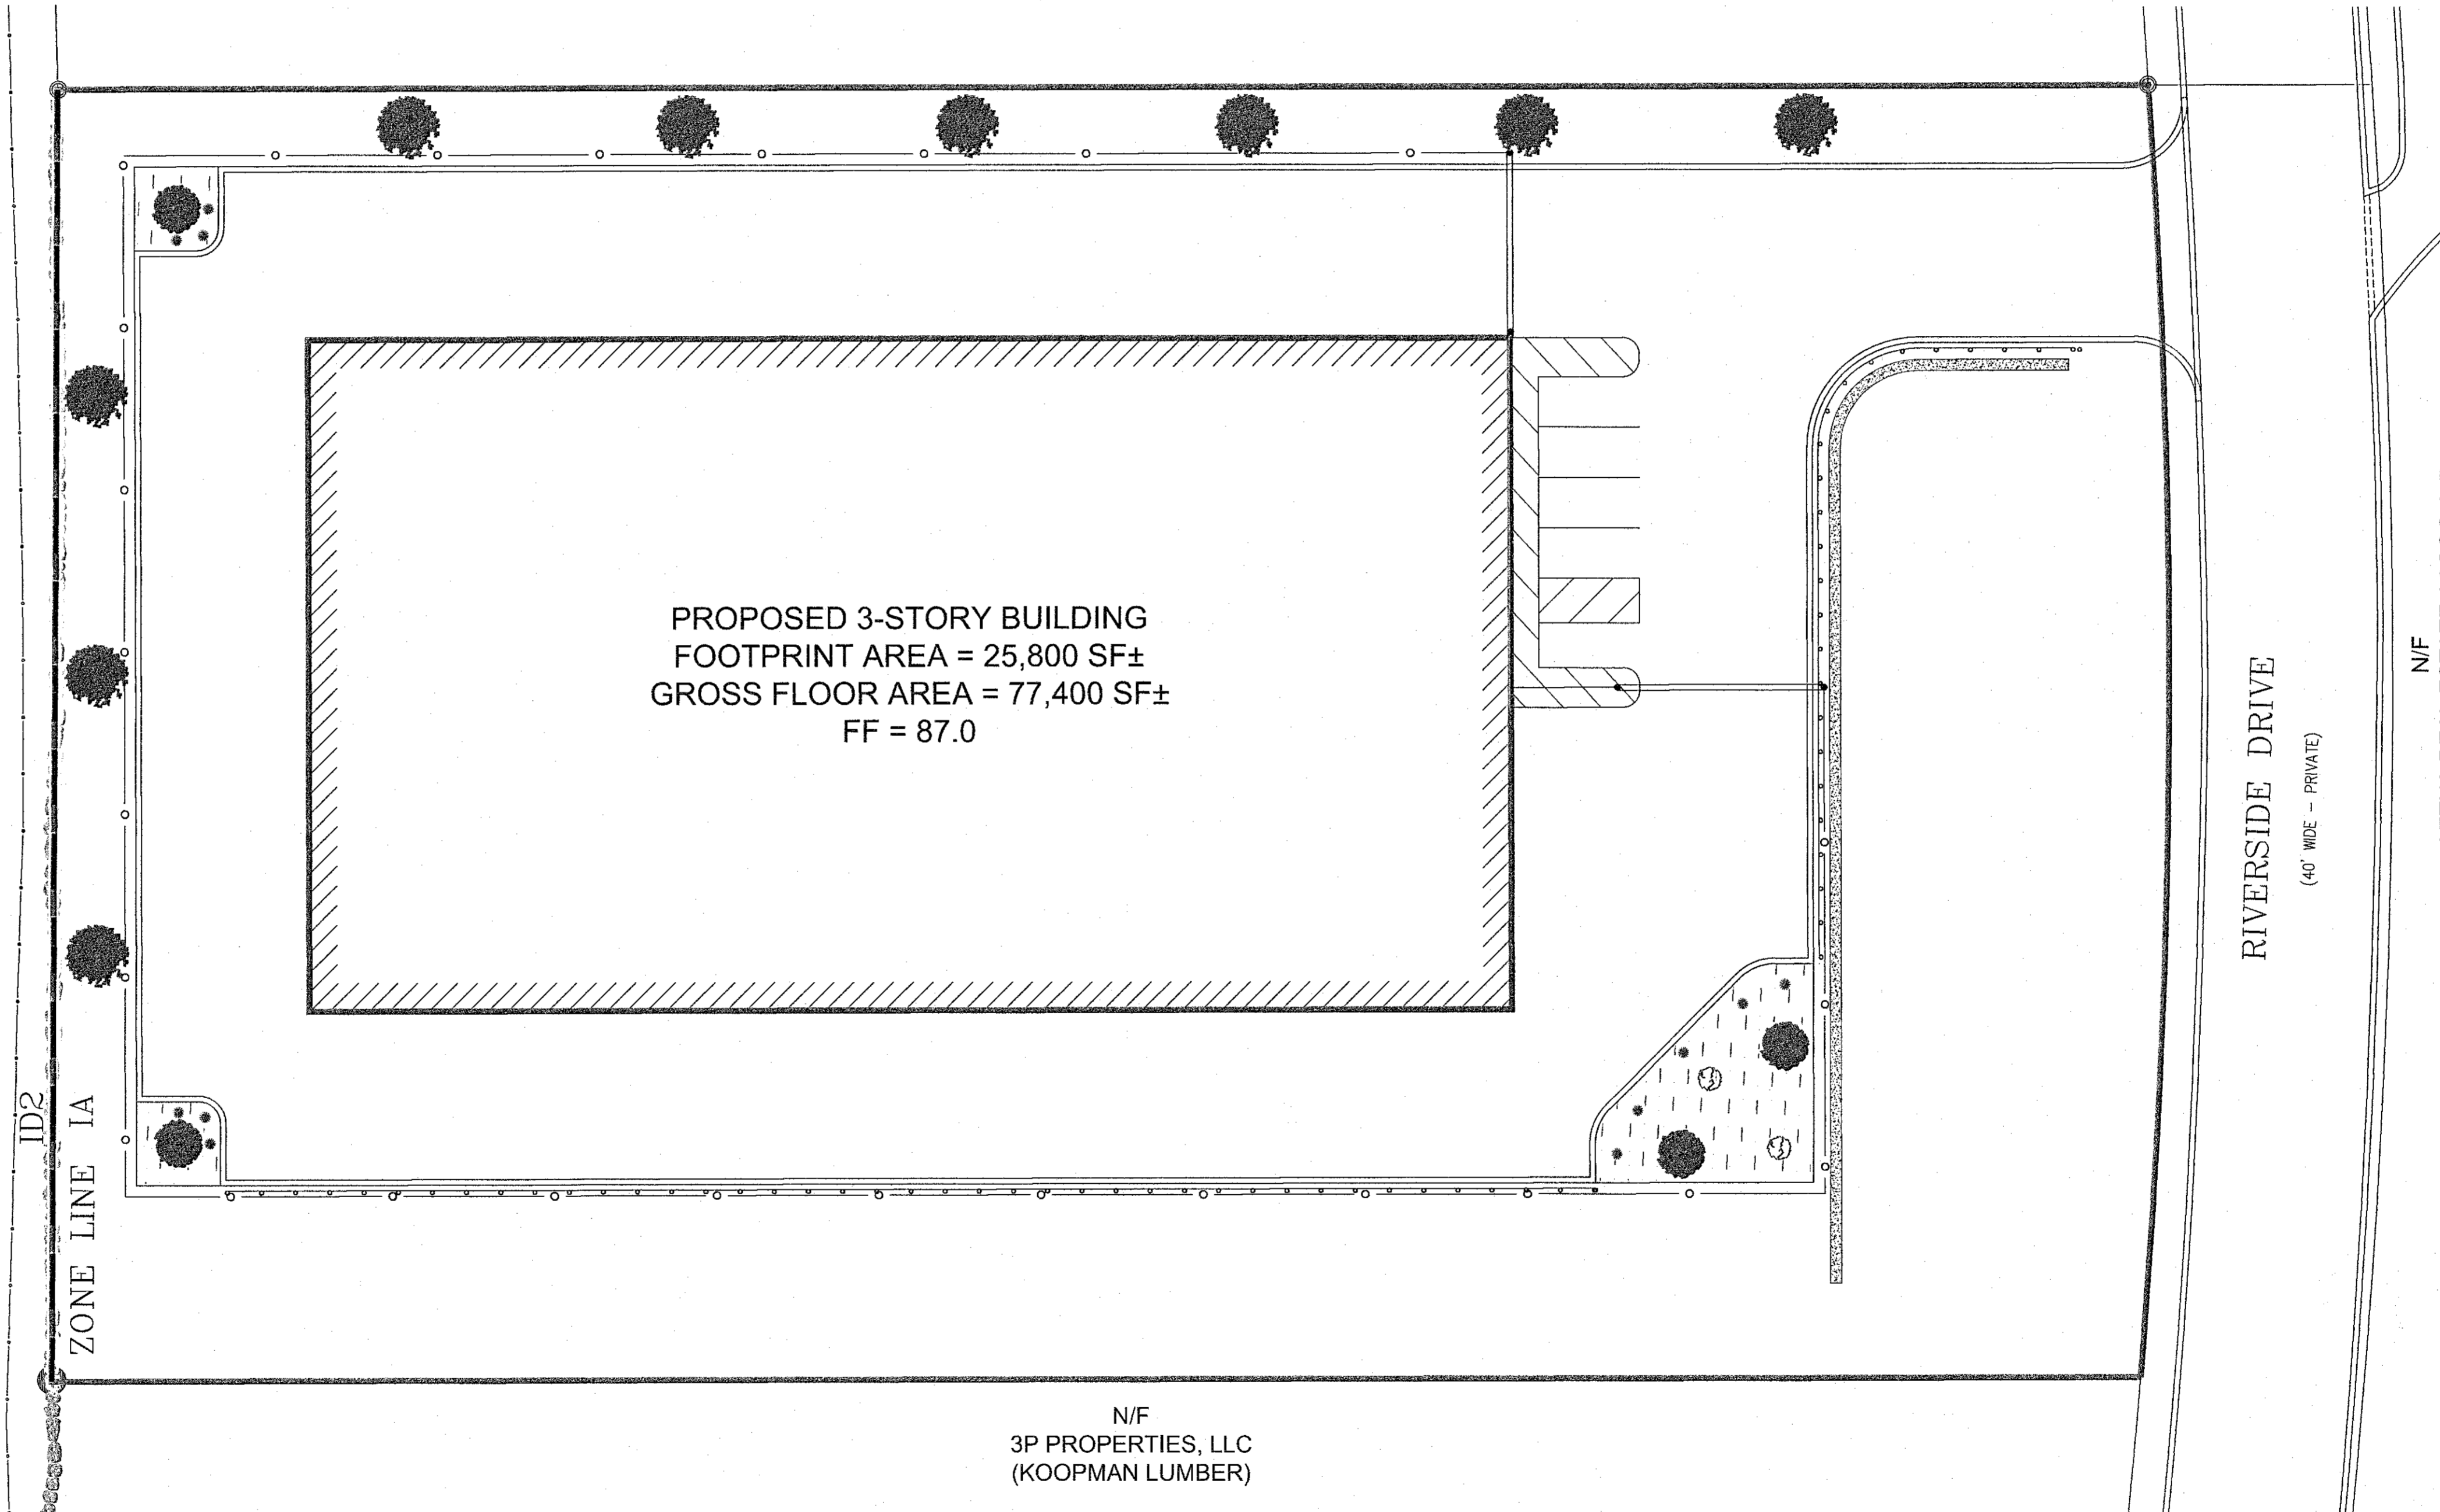 PROPOSED 3-STORY BUILDING
FOOTPRINT AREA = 25,800 SF±
GROSS FLOOR AREA = 77,400 SF±
FF = 87.0
ID2
ZONE LINE IA
RIVERSIDE DRIVE
(40' WIDE - PRIVATE)
N/F
N/F
3P PROPERTIES, LLC
(KOOPMAN LUMBER)